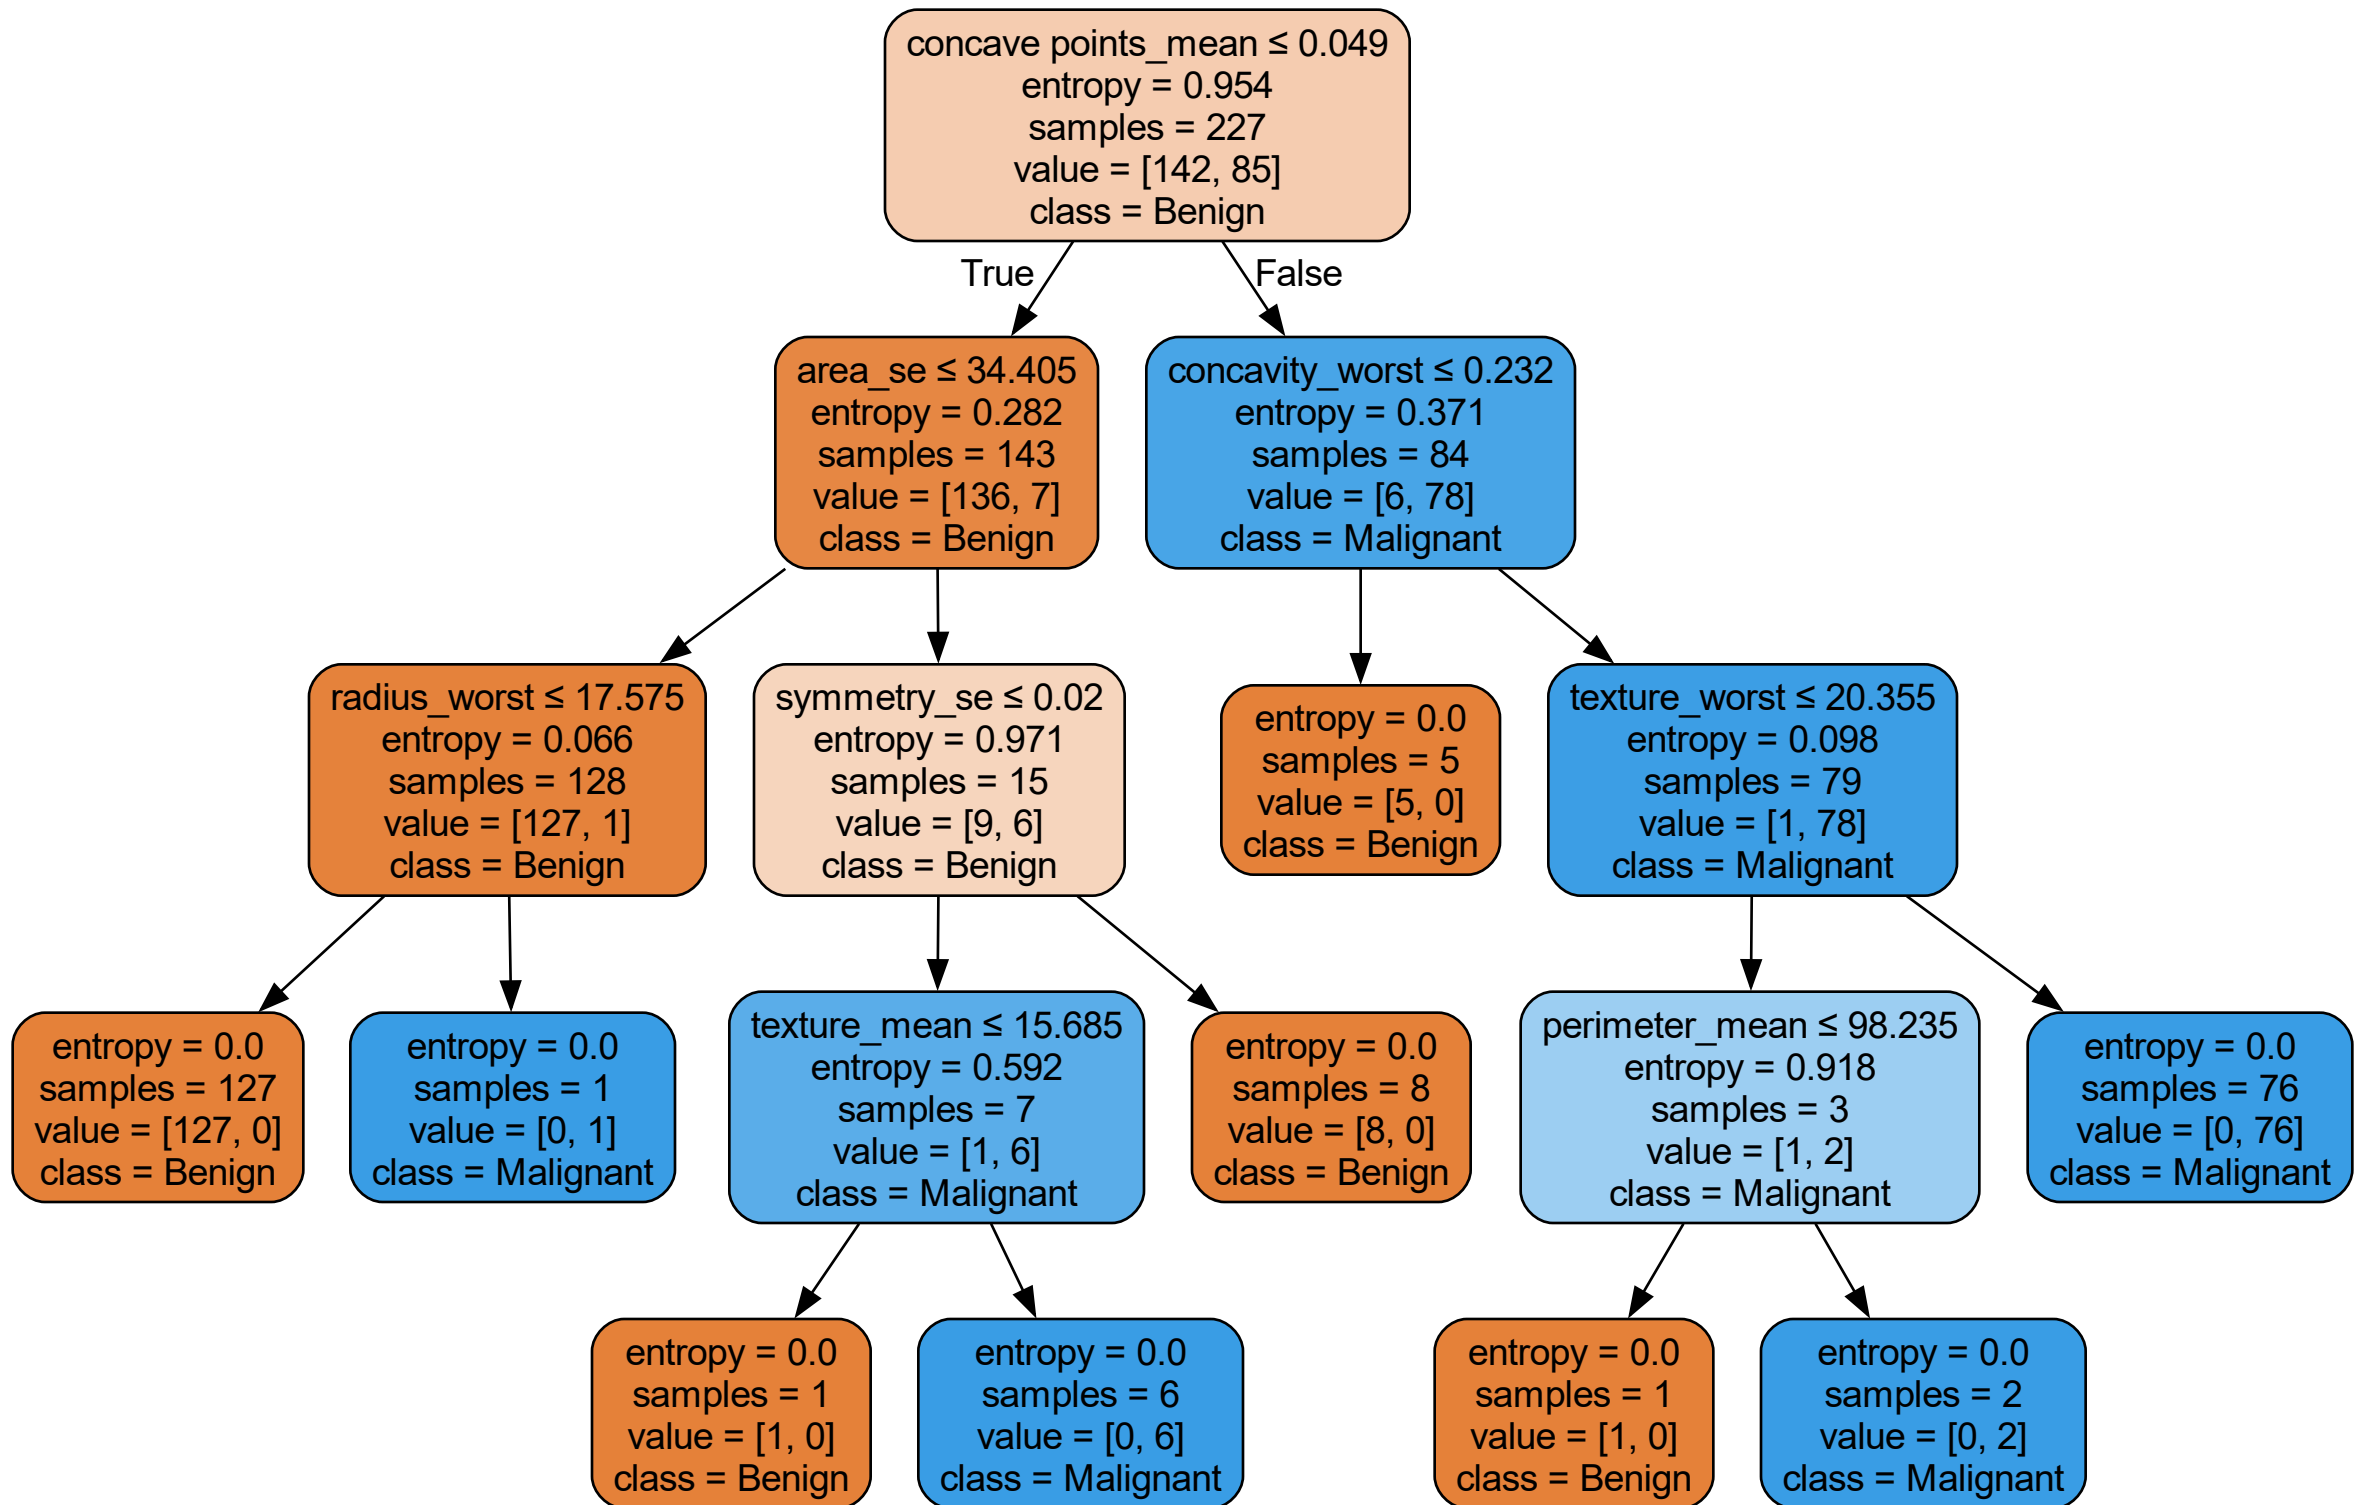 concave points_mean ≤ 0.049
entropy = 0.954
samples = 227
value = [142, 85]
class = Benign
True
False
area_se ≤ 34.405
entropy = 0.282
samples = 143
value = [136, 7]
class = Benign
concavity_worst ≤ 0.232
entropy = 0.371
samples = 84
value = [6, 78]
class = Malignant
radius_worst ≤ 17.575
entropy = 0.066
samples = 128
value = [127, 1]
class = Benign
symmetry_se ≤ 0.02
entropy = 0.971
samples = 15
value = [9, 6]
class = Benign
entropy = 0.0
samples = 5
value = [5, 0]
class = Benign
texture_worst ≤ 20.355
entropy = 0.098
samples = 79
value = [1, 78]
class = Malignant
entropy = 0.0
samples = 127
value = [127, 0]
class = Benign
entropy = 0.0
samples = 1
value = [0, 1]
class = Malignant
texture_mean ≤ 15.685
entropy = 0.592
samples = 7
value = [1, 6]
class = Malignant
entropy = 0.0
samples = 8
value = [8, 0]
class = Benign
perimeter_mean ≤ 98.235
entropy = 0.918
samples = 3
value = [1, 2]
class = Malignant
entropy = 0.0
samples = 76
value = [0, 76]
class = Malignant
entropy = 0.0
samples = 1
value = [1, 0]
class = Benign
entropy = 0.0
samples = 6
value = [0, 6]
class = Malignant
entropy = 0.0
samples = 1
value = [1, 0]
class = Benign
entropy = 0.0
samples = 2
value = [0, 2]
class = Malignant